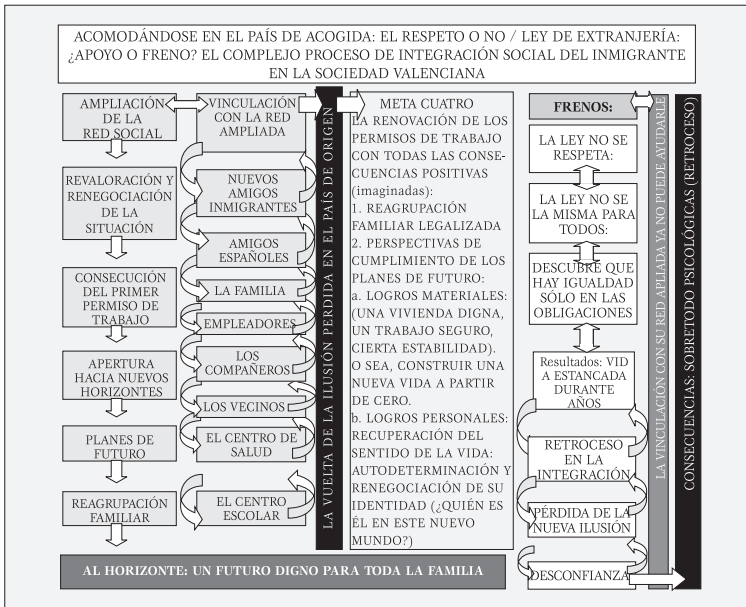 ACOMODÁNDOSE EN EL PAÍS DE ACOGIDA: EL RESPETO O NO / LEY DE EXTRANJERÍA:
¿APOYO O FRENO? EL COMPLEJO PROCESO DE INTEGRACIÓN SOCIAL DEL INMIGRANTE
EN LA SOCIEDAD VALENCIANA
AMPLIACIÓN
DE LA
RED SOCIAL
REVALORACIÓN Y
RENEGOCIACIÓN
DE LA
SITUACIÓN
CONSECUCIÓN
DEL PRIMER
PERMISO DE
TRABAJO
APERTURA
HACIA NUEVOS
HORIZONTES
PLANES DE
FUTURO
REAGRUPACIÓN
FAMILIAR
VINCULACIÓN
CON LA RED
AMPLIADA
NUEVOS
AMIGOS
INMIGRANTES
AMIGOS
ESPAÑOLES
LA FAMILIA
EMPLEADORES
LOS
COMPAÑEROS
LOS VECINOS
EL CENTRO DE
SALUD
EL CENTRO
ESCOLAR
LA VUELTA DE LA ILUSIÓN PERDIDA EN EL PAÍS DE ORIGEN
META CUATRO
LA RENOVACIÓN DE LOS
PERMISOS DE TRABAJO
CON TODAS LAS CONSE-
CUENCIAS POSITIVAS
(imaginadas):
1. REAGRUPACIÓN
FAMILIAR LEGALIZADA
2. PERSPECTIVAS DE
CUMPLIMIENTO DE LOS
PLANES DE FUTURO:
a. LOGROS MATERIALES:
(UNA VIVIENDA DIGNA,
UN TRABAJO SEGURO,
CIERTA ESTABILIDAD).
O SEA, CONSTRUIR UNA
NUEVA VIDA A PARTIR
DE CERO.
b. LOGROS PERSONALES:
RECUPERACIÓN DEL
SENTIDO DE LA VIDA:
AUTODETERMINACIÓN Y
RENEGOCIACIÓN DE SU
IDENTIDAD (¿QUIÉN ES
ÉL EN ESTE NUEVO
MUNDO?)
FRENOS:
LA LEY NO SE
RESPETA:
LA LEY NO SE
LA MISMA PARA
TODOS:
DESCUBRE QUE
HAY IGUALDAD
SÓLO EN LAS
OBLIGACIONES
Resultados: VID
A ESTANCADA
DURANTE
AÑOS
RETROCESO
EN LA
INTEGRACIÓN
PÉRDIDA DE LA
NUEVA ILUSIÓN
DESCONFIANZA
LA VINCULACIÓN CON SU RED APLIADA YA NO PUEDE AYUDARLE
CONSECUENCIAS: SOBRETODO PSICOLÓGICAS (RETROCESO)
AL HORIZONTE: UN FUTURO DIGNO PARA TODA LA FAMILIA